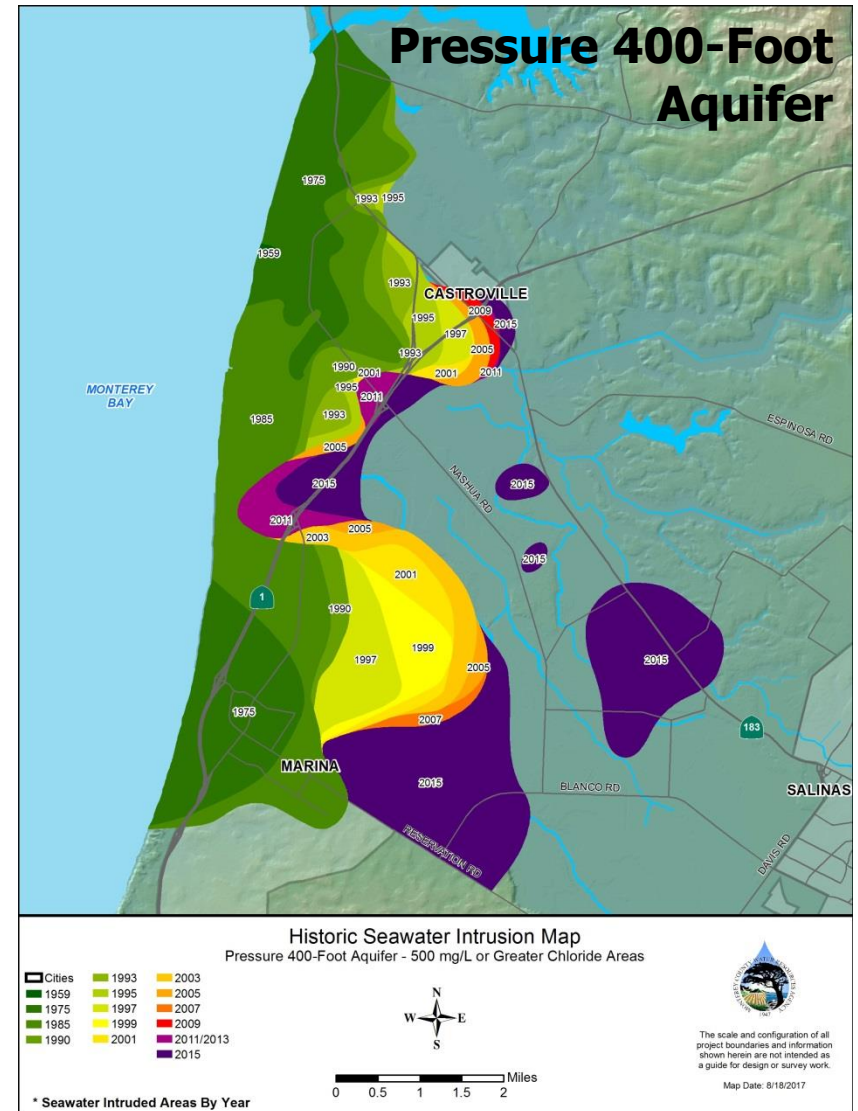 Pressure 400-Foot
Aquifer
1975
1993
1995
1959
1993
CASTROVILLE
2009
1995
2015
1997
1993
2005
1990
2001
2001
2011
1995
2011
MONTEREY
BAY
1993
1985
ESPINOSA RD
2005
2015
NASHUA RD
2015
2011
2005
2003
2015
2001
1
1990
1999
1997
2005
2015
1975
2007
183
MARINA
2015
BLANCO RD
SALINAS
RESERVATION RD
DAVIS RD
Historic Seawater Intrusion Map
Pressure 400-Foot Aquifer - 500 mg/L or Greater Chloride Areas
Cities
1959
1975
1985
1990
1993
1995
1997
1999
2001
2003
2005
2007
2009
2011/2013
2015
* Seawater Intruded Areas By Year
N
W E
S
Miles
0 0.5 1 1.5 2
MONTEREY COUNTY WATER RESOURCES AGENCY
1947
The scale and configuration of all
project boundaries and information
shown herein are not intended as
a guide for design or survey work.
Map Date: 8/18/2017